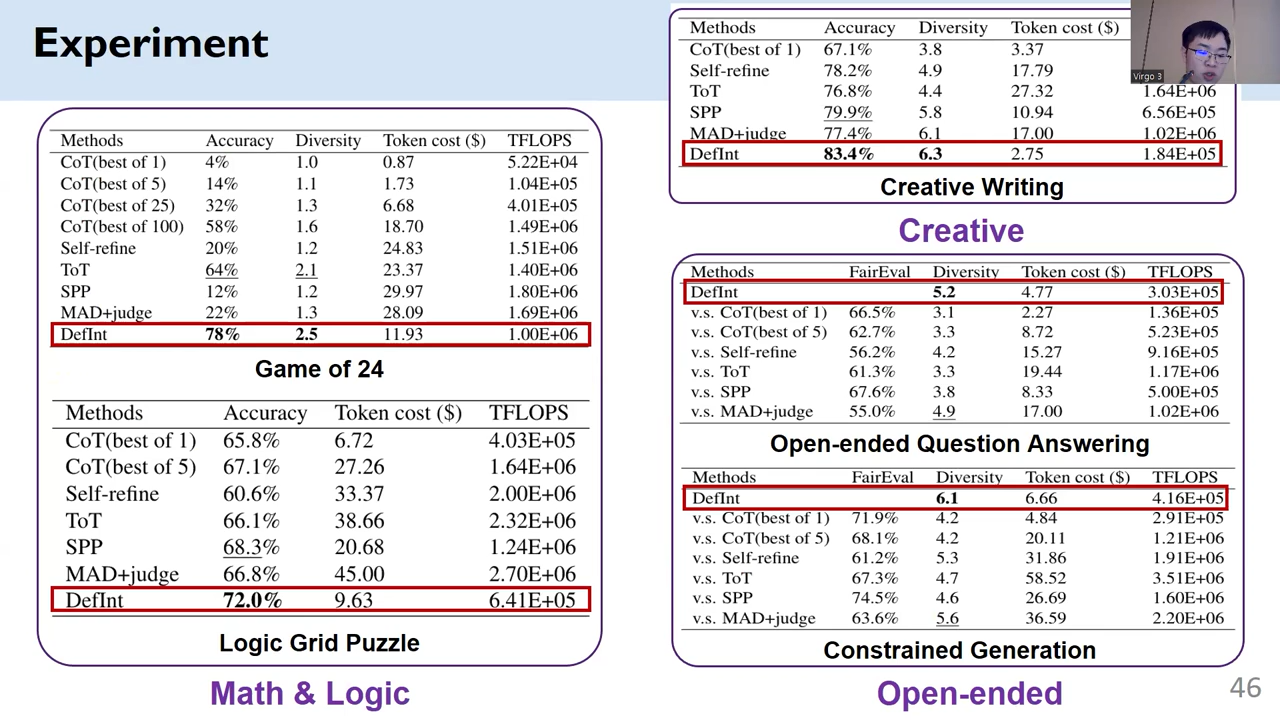 Experiment
Methods Accuracy Diversity Token cost ($) TFLOPS
CoT(best of 1) 4% 1.0 0.87 5.22E+04
CoT(best of 5) 14% 1.1 1.73 1.04E+05
CoT(best of 25) 32% 1.3 6.68 4.01E+05
CoT(best of 100) 58% 1.6 18.70 1.49E+06
Self-refine 20% 1.2 24.83 1.51E+06
ToT 64% 2.1 23.37 1.40E+06
SPP 12% 1.2 29.97 1.80E+06
MAD+judge 22% 1.3 28.09 1.69E+06
DefInt 78% 2.5 11.93 1.00E+06
Game of 24
Methods Accuracy Token cost ($) TFLOPS
CoT(best of 1) 65.8% 6.72 4.03E+05
CoT(best of 5) 67.1% 27.26 1.64E+06
Self-refine 60.6% 33.37 2.00E+06
ToT 66.1% 38.66 2.32E+06
SPP 68.3% 20.68 1.24E+06
MAD+judge 66.8% 45.00 2.70E+06
DefInt 72.0% 9.63 6.41E+05
Logic Grid Puzzle
Math & Logic
Methods Accuracy Diversity Token cost ($)
CoT(best of 1) 67.1% 3.8 3.37
Self-refine 78.2% 4.9 17.79
ToT 76.8% 4.4 27.32 1.64E+06
SPP 79.9% 5.8 10.94 6.56E+05
MAD+judge 77.4% 6.1 17.00 1.02E+06
DefInt 83.4% 6.3 2.75 1.84E+05
Creative Writing
Creative
Virgo 3
Methods FairEval Diversity Token cost ($) TFLOPS
DefInt 5.2 4.77 3.03E+05
v.s. CoT(best of 1) 66.5% 3.1 2.27 1.36E+05
v.s. CoT(best of 5) 62.7% 3.3 8.72 5.23E+05
v.s. Self-refine 56.2% 4.2 15.27 9.16E+05
v.s. ToT 61.3% 3.3 19.44 1.17E+06
v.s. SPP 67.6% 3.8 8.33 5.00E+05
v.s. MAD+judge 55.0% 4.9 17.00 1.02E+06
Open-ended Question Answering
Methods FairEval Diversity Token cost ($) TFLOPS
DefInt 6.1 6.66 4.16E+05
v.s. CoT(best of 1) 71.9% 4.2 4.84 2.91E+05
v.s. CoT(best of 5) 68.1% 4.2 20.11 1.21E+06
v.s. Self-refine 61.2% 5.3 31.86 1.91E+06
v.s. ToT 67.3% 4.7 58.52 3.51E+06
v.s. SPP 74.5% 4.6 26.69 1.60E+06
v.s. MAD+judge 63.6% 5.6 36.59 2.20E+06
Constrained Generation
Open-ended
46